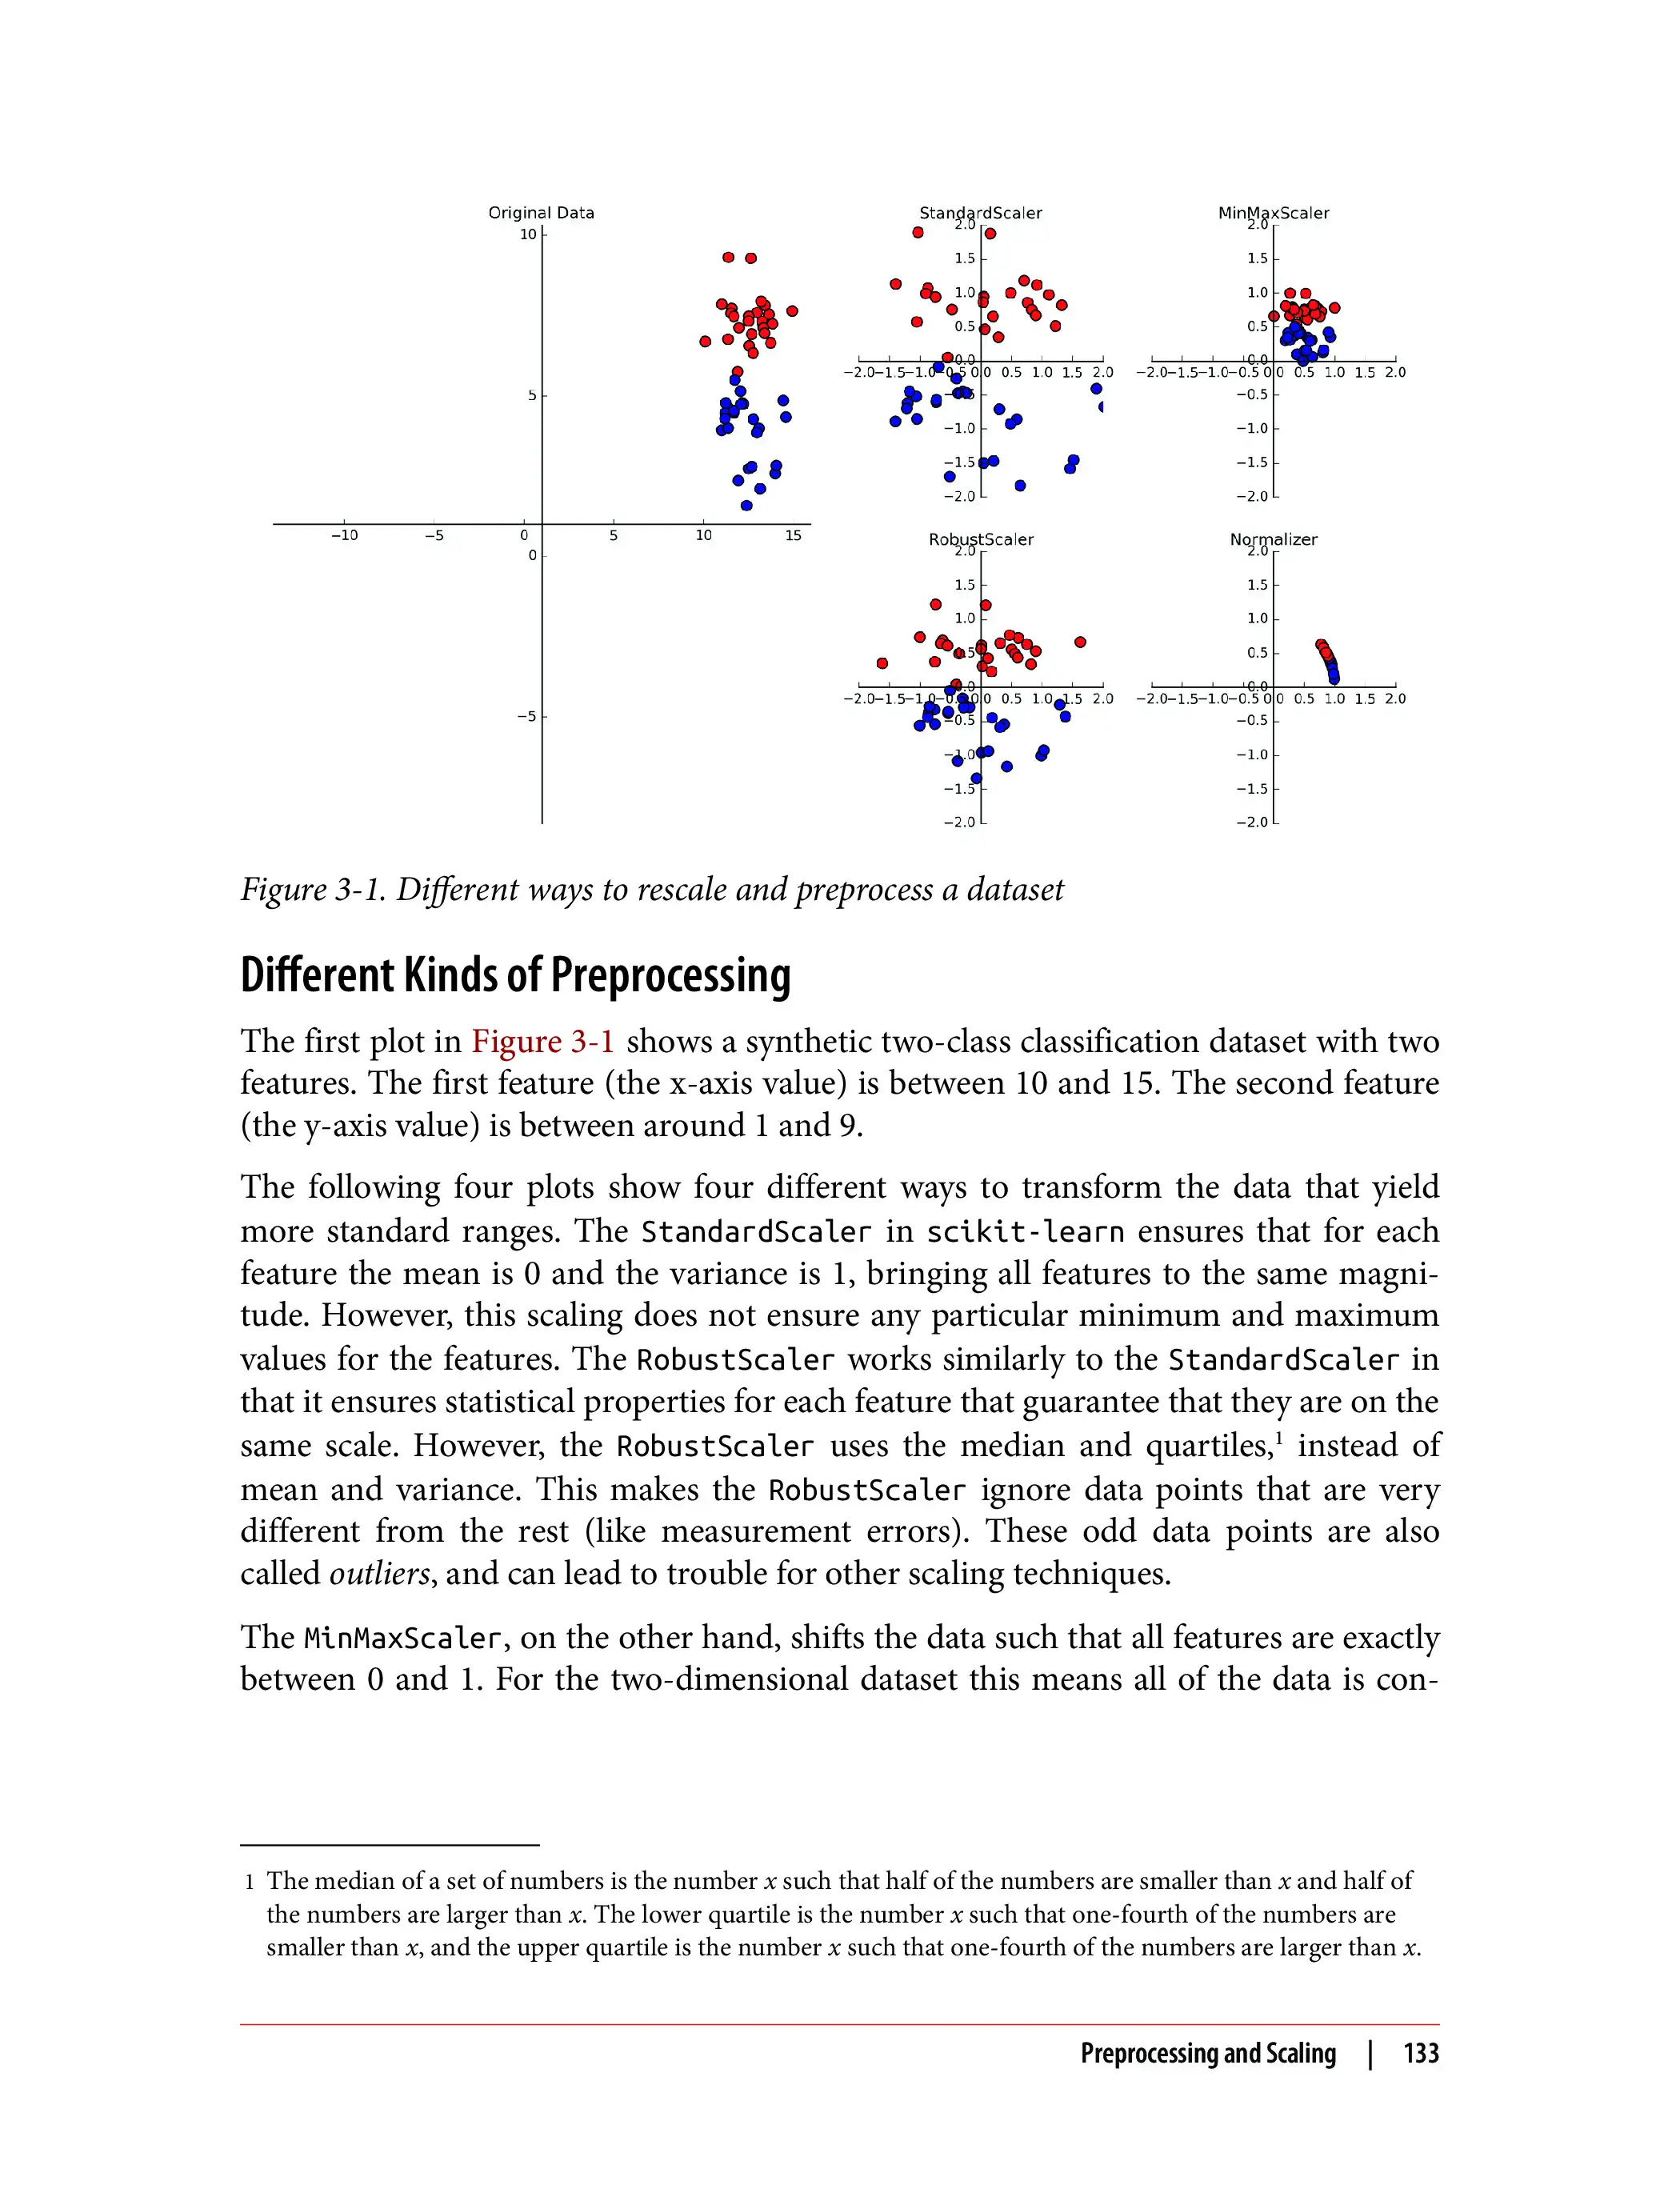 Original Data
10
5
0
−5
−10
−5
0
5
10
15
StandardScaler
2.0
1.5
1.0
0.5
0.0
−2.0−1.5−1.0−0.5 0.0 0.5 1.0 1.5 2.0
−0.5
−1.0
−1.5
−2.0
MinMaxScaler
2.0
1.5
1.0
0.5
0.0
−2.0−1.5−1.0−0.5 0.0 0.5 1.0 1.5 2.0
−0.5
−1.0
−1.5
−2.0
RobustScaler
2.0
1.5
1.0
0.5
0.0
−2.0−1.5−1.0−0.5 0.0 0.5 1.0 1.5 2.0
−0.5
−1.0
−1.5
−2.0
Normalizer
2.0
1.5
1.0
0.5
0.0
−2.0−1.5−1.0−0.5 0.0 0.5 1.0 1.5 2.0
−0.5
−1.0
−1.5
−2.0
Figure 3-1. Different ways to rescale and preprocess a dataset
Different Kinds of Preprocessing
The first plot in Figure 3-1 shows a synthetic two-class classification dataset with two
features. The first feature (the x-axis value) is between 10 and 15. The second feature
(the y-axis value) is between around 1 and 9.
The following four plots show four different ways to transform the data that yield
more standard ranges. The StandardScaler in scikit-learn ensures that for each
feature the mean is 0 and the variance is 1, bringing all features to the same magni-
tude. However, this scaling does not ensure any particular minimum and maximum
values for the features. The RobustScaler works similarly to the StandardScaler in
that it ensures statistical properties for each feature that guarantee that they are on the
same scale. However, the RobustScaler uses the median and quartiles,1 instead of
mean and variance. This makes the RobustScaler ignore data points that are very
different from the rest (like measurement errors). These odd data points are also
called outliers, and can lead to trouble for other scaling techniques.
The MinMaxScaler, on the other hand, shifts the data such that all features are exactly
between 0 and 1. For the two-dimensional dataset this means all of the data is con-
1 The median of a set of numbers is the number x such that half of the numbers are smaller than x and half of
the numbers are larger than x. The lower quartile is the number x such that one-fourth of the numbers are
smaller than x, and the upper quartile is the number x such that one-fourth of the numbers are larger than x.
Preprocessing and Scaling | 133